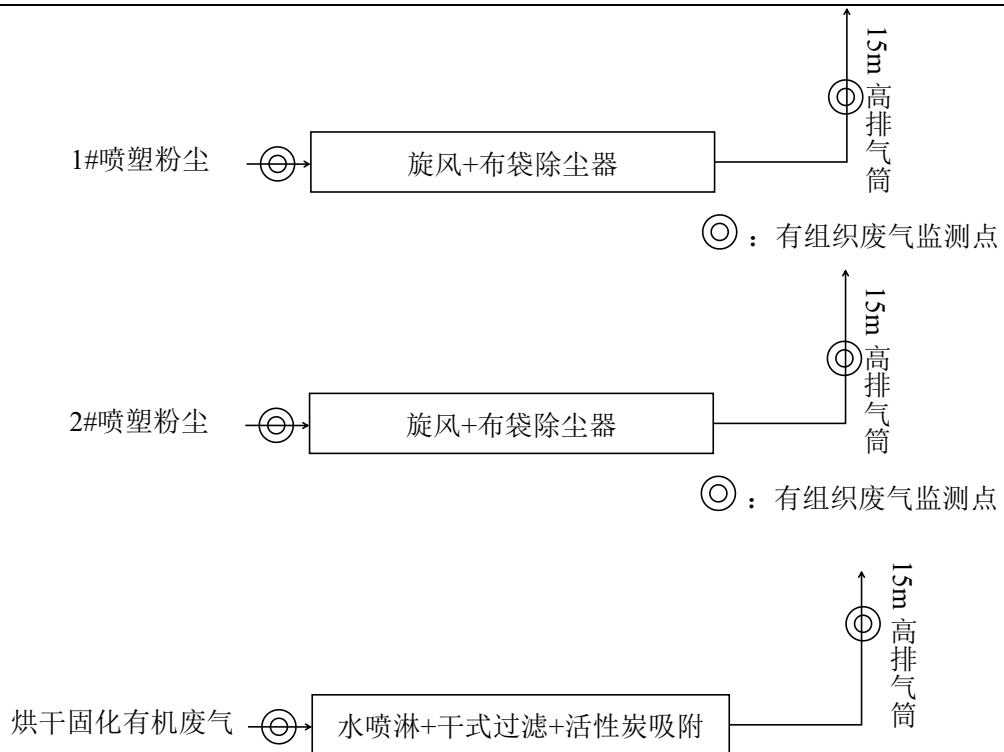 15m高排气筒
1#喷塑粉尘
旋风+布袋除尘器
◎：有组织废气监测点
15m高排气筒
2#喷塑粉尘
旋风+布袋除尘器
◎：有组织废气监测点
15m高排气筒
烘干固化有机废气
水喷淋+干式过滤+活性炭吸附